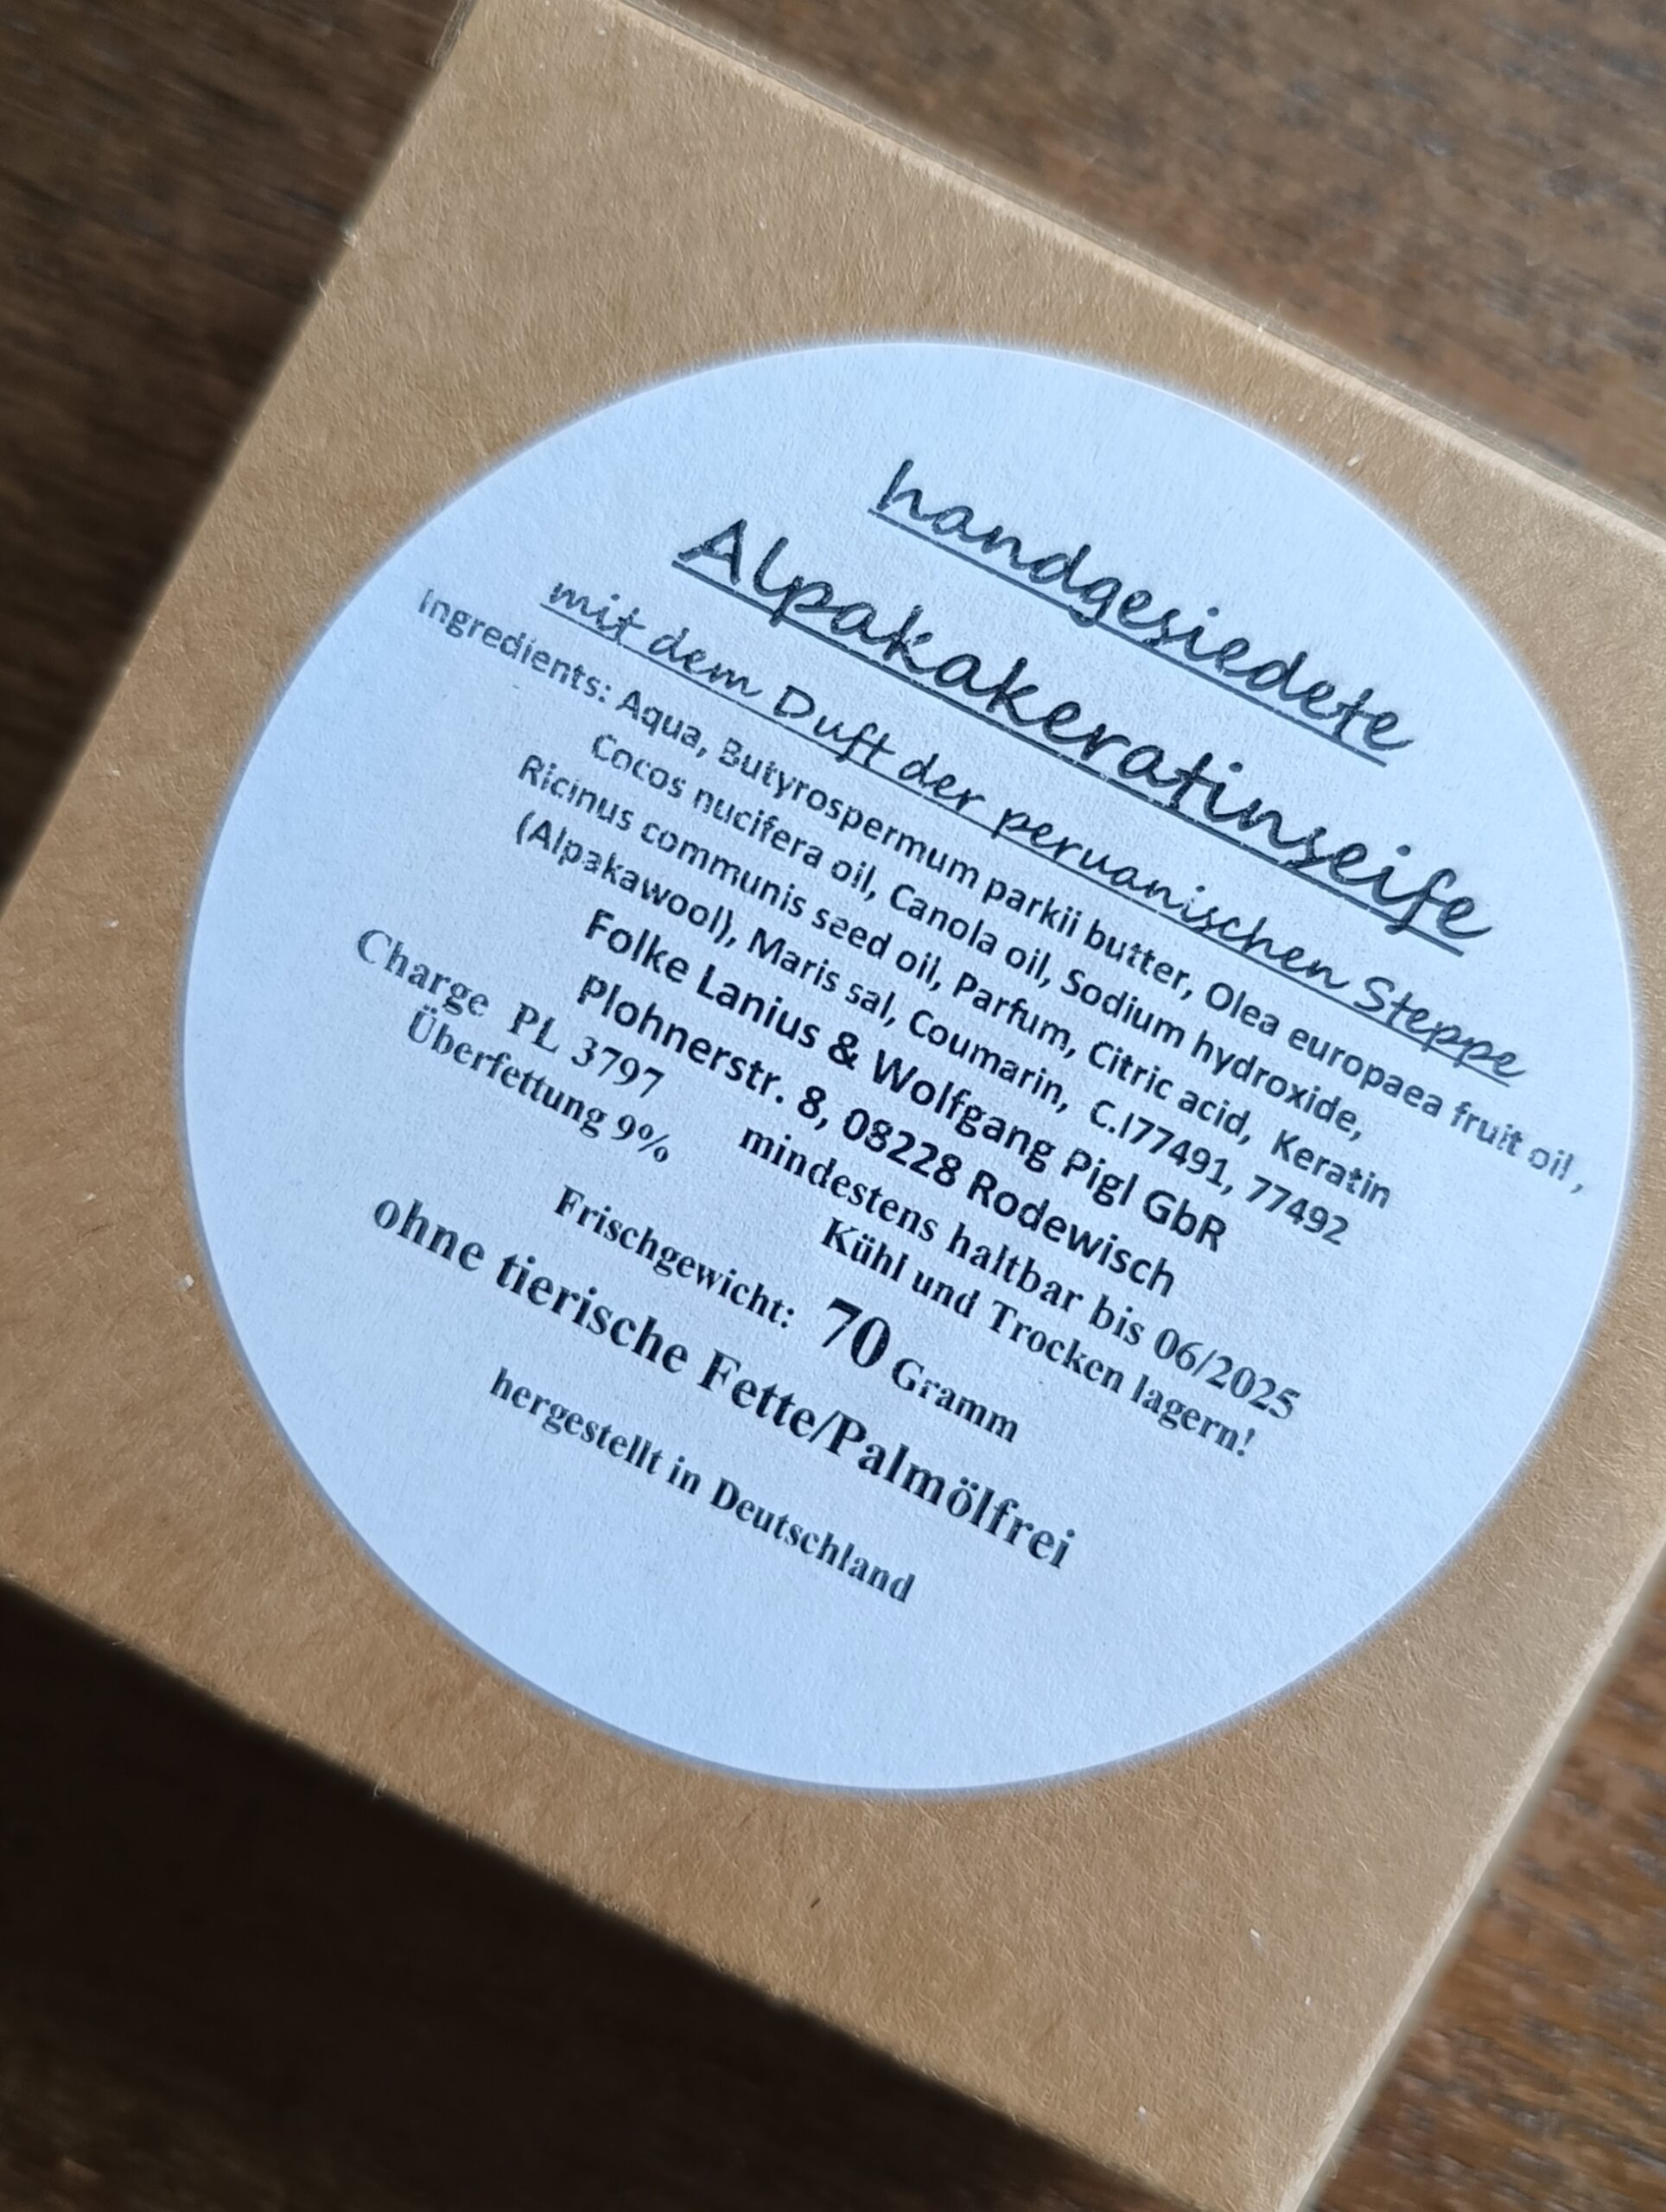 handgesiedete
Alpakakeratinseife
mit dem Duft der peruanischen Steppe
Ingredients: Aqua, Butyrospermum parkii butter, Olea europaea fruit oil ,
Cocos nucifera oil, Canola oil, Sodium hydroxide,
Ricinus communis seed oil, Parfum, Citric acid, Keratin
(Alpakawool), Maris sal, Coumarin, C.I77491, 77492
Folke Lanius & Wolfgang Pigl GbR
Plohnerstr. 8, 08228 Rodewisch
Charge PL 3797 mindestens haltbar bis 06/2025
Überfettung 9% Kühl und Trocken lagern!
Frischgewicht: 70 Gramm
ohne tierische Fette/Palmölfrei
hergestellt in Deutschland